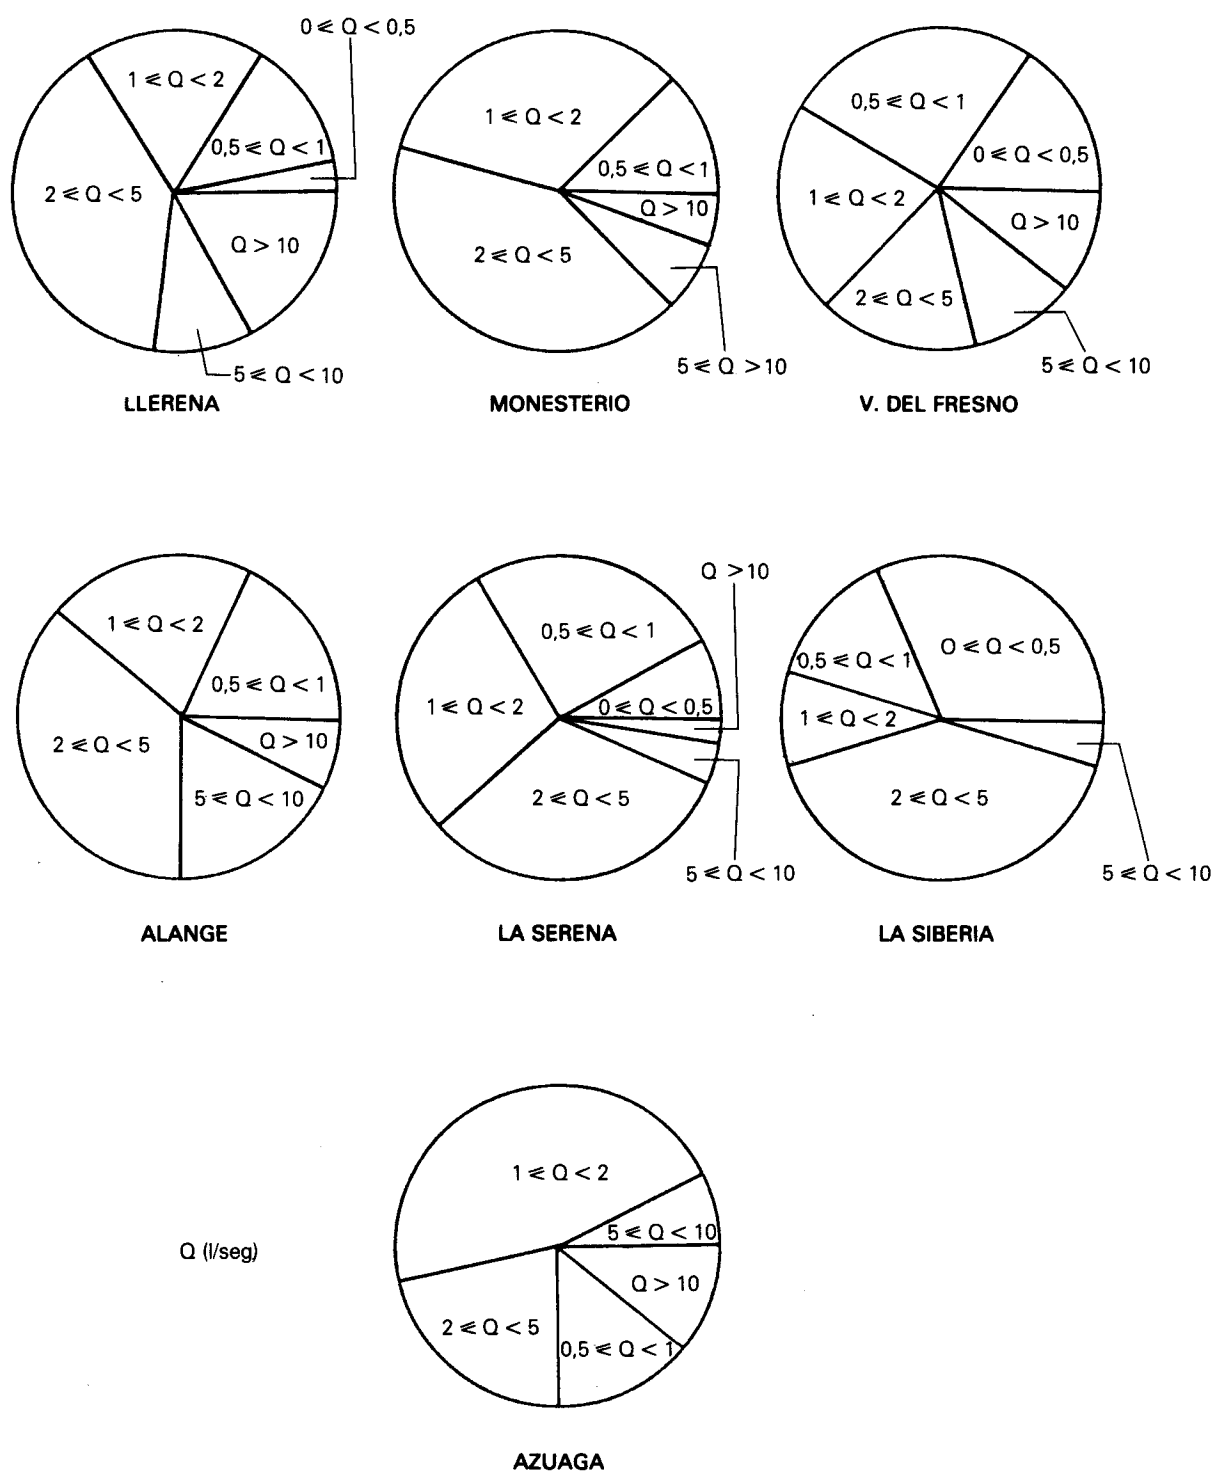 0 ⩽ Q < 0,5
1 ⩽ Q < 2
0,5 ⩽ Q < 1
2 ⩽ Q < 5
Q > 10
5 ⩽ Q < 10
LLERENA
1 ⩽ Q < 2
0,5 ⩽ Q < 1
Q > 10
2 ⩽ Q < 5
5 ⩽ Q > 10
MONESTERIO
0,5 ⩽ Q < 1
0 ⩽ Q < 0,5
1 ⩽ Q < 2
Q > 10
2 ⩽ Q < 5
5 ⩽ Q < 10
V. DEL FRESNO
1 ⩽ Q < 2
0,5 ⩽ Q < 1
2 ⩽ Q < 5
Q > 10
5 ⩽ Q < 10
ALANGE
Q > 10
0,5 ⩽ Q < 1
1 ⩽ Q < 2
0 ⩽ Q < 0,5
2 ⩽ Q < 5
5 ⩽ Q < 10
LA SERENA
O ⩽ Q < 0,5
0,5 ⩽ Q < 1
1 ⩽ Q < 2
2 ⩽ Q < 5
5 ⩽ Q < 10
LA SIBERIA
1 ⩽ Q < 2
5 ⩽ Q < 10
Q (l/seg)
Q > 10
2 ⩽ Q < 5
0,5 ⩽ Q < 1
AZUAGA